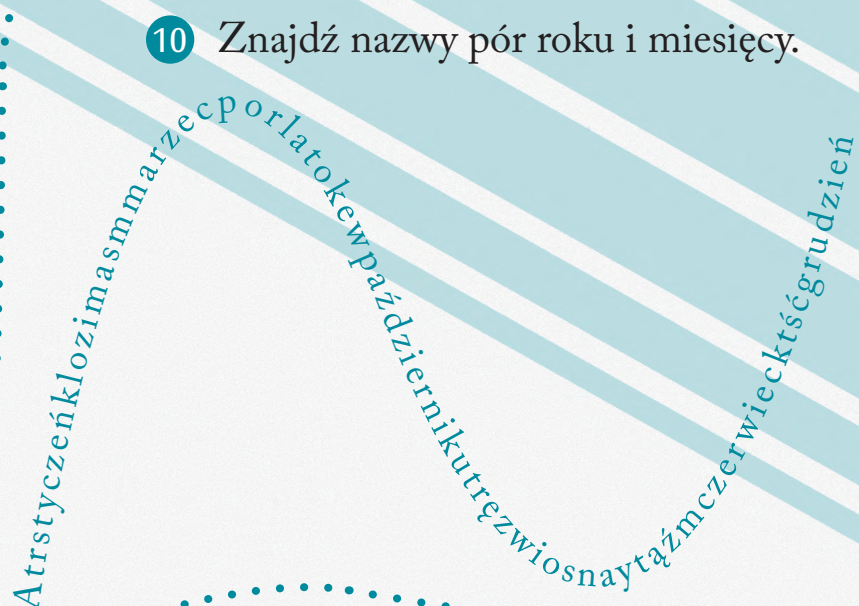 10 Znajdź nazwy pór roku i miesięcy.
Atrstyczeńklozimasmmarzecporlatokewpaździernikutręzwiosnaytąźmczerwiecktśćgrudzień